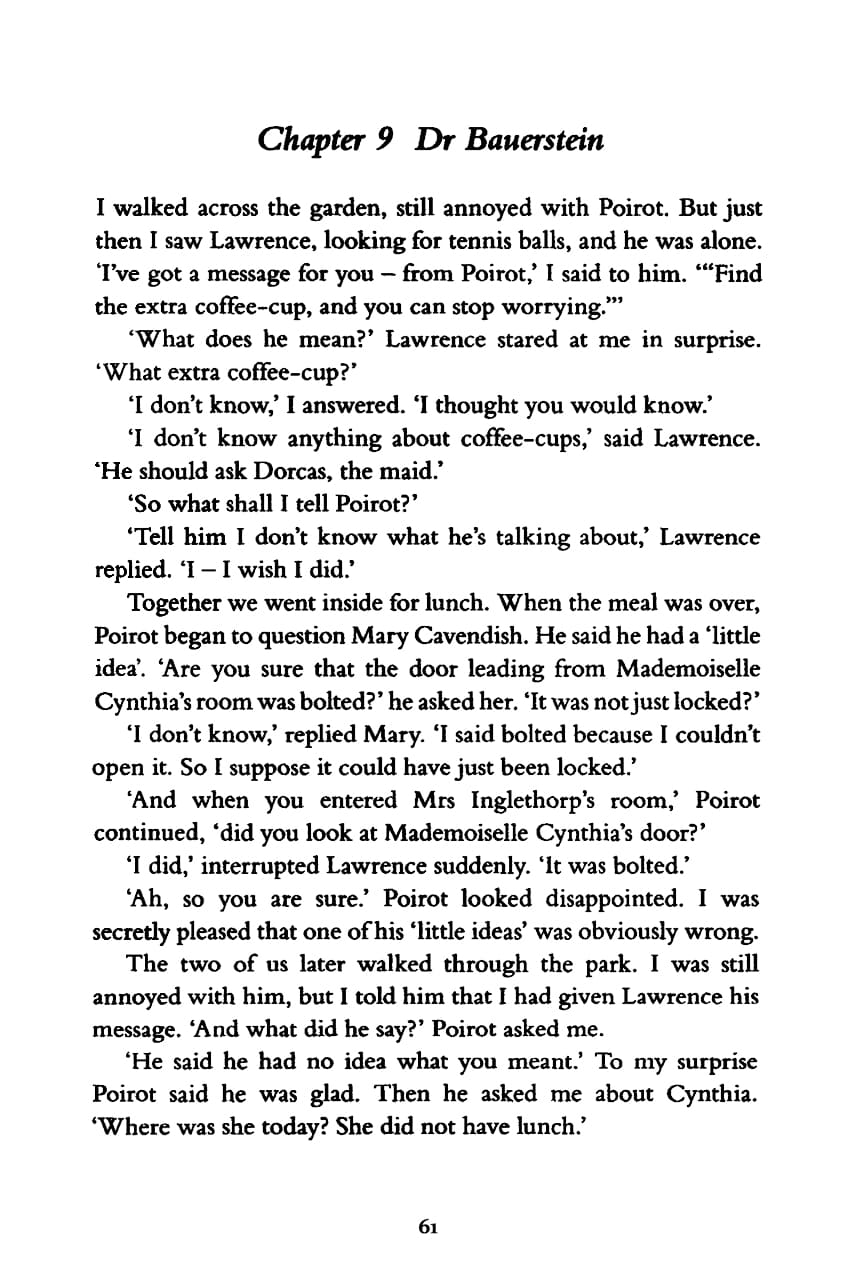 Chapter 9 Dr Bauerstein
I walked across the garden, still annoyed with Poirot. But just
then I saw Lawrence, looking for tennis balls, and he was alone.
‘I’ve got a message for you – from Poirot,’ I said to him. ‘“Find
the extra coffee-cup, and you can stop worrying.”’
‘What does he mean?’ Lawrence stared at me in surprise.
‘What extra coffee-cup?’
‘I don’t know,’ I answered. ‘I thought you would know.’
‘I don’t know anything about coffee-cups,’ said Lawrence.
‘He should ask Dorcas, the maid.’
‘So what shall I tell Poirot?’
‘Tell him I don’t know what he’s talking about,’ Lawrence
replied. ‘I – I wish I did.’
Together we went inside for lunch. When the meal was over,
Poirot began to question Mary Cavendish. He said he had a ‘little
idea’. ‘Are you sure that the door leading from Mademoiselle
Cynthia’s room was bolted?’ he asked her. ‘It was not just locked?’
‘I don’t know,’ replied Mary. ‘I said bolted because I couldn’t
open it. So I suppose it could have just been locked.’
‘And when you entered Mrs Inglethorp’s room,’ Poirot
continued, ‘did you look at Mademoiselle Cynthia’s door?’
‘I did,’ interrupted Lawrence suddenly. ‘It was bolted.’
‘Ah, so you are sure.’ Poirot looked disappointed. I was
secretly pleased that one of his ‘little ideas’ was obviously wrong.
The two of us later walked through the park. I was still
annoyed with him, but I told him that I had given Lawrence his
message. ‘And what did he say?’ Poirot asked me.
‘He said he had no idea what you meant.’ To my surprise
Poirot said he was glad. Then he asked me about Cynthia.
‘Where was she today? She did not have lunch.’
61